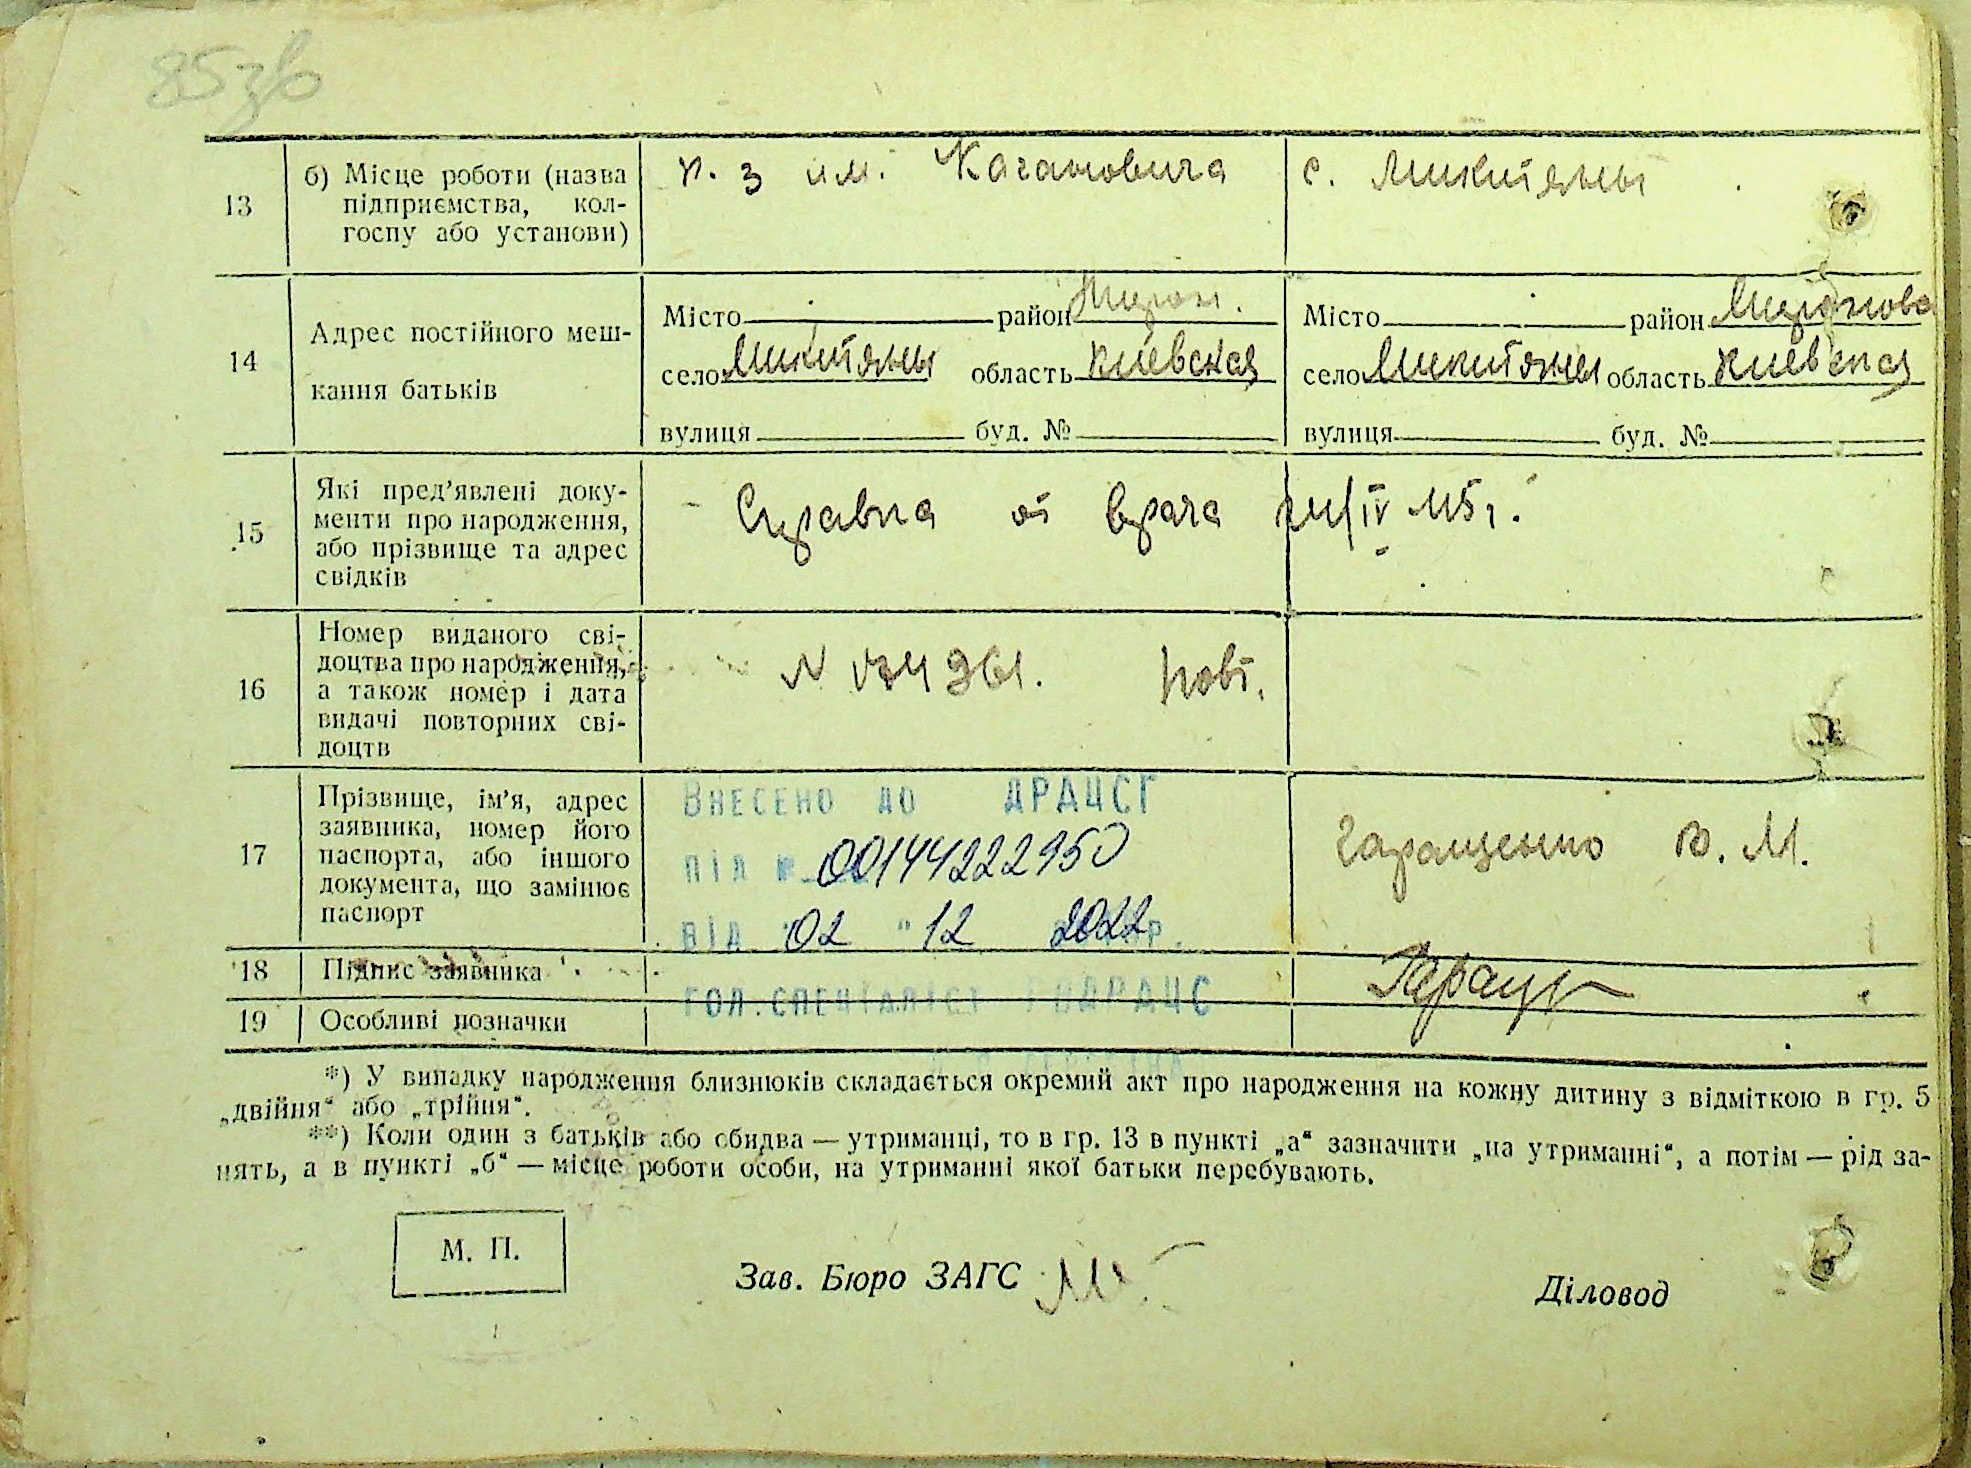 85зв
13
б) Місце роботи (назва
підприємства, кол-
госпу або установи)
к. з им. Кагановича
с. Микитяны
14
Адрес постійного меш-
кання батьків
Місто район Мирон.
село Микитяны область Киевская
вулиця буд. №
Місто район Миронова
село Микитяны область Киевская
вулиця буд. №
15
Які пред'явлені доку-
менти про народження,
або прізвище та адрес
свідків
Справка от врача
16
Номер виданого сві-
доцтва про народження,
а також номер і дата
видачі повторних сві-
доцтв
N повт.
17
Прізвище, ім'я, адрес
заявника, номер його
паспорта, або іншого
документа, що замінює
паспорт
ВНЕСЕНО ДО ДРАЦСГ
ПІД № 00144222950
ВІД 02 " 12 2022 р.
ГОЛ. СПЕЦІАЛІСТ ДРАЦС
Гаращенко В. М.
18
Підпис заявника
Гаращ
19
Особливі позначки
*) У випадку народження близнюків складається окремий акт про народження на кожну дитину з відміткою в гр. 5
„двійня“ або „трійня“.
**) Коли один з батьків або обидва — утриманці, то в гр. 13 в пункті „а“ зазначити „на утриманні“, а потім — рід за-
нять, а в пункті „б“ — місце роботи особи, на утриманні якої батьки перебувають.
М. П.
Зав. Бюро ЗАГС
Діловод